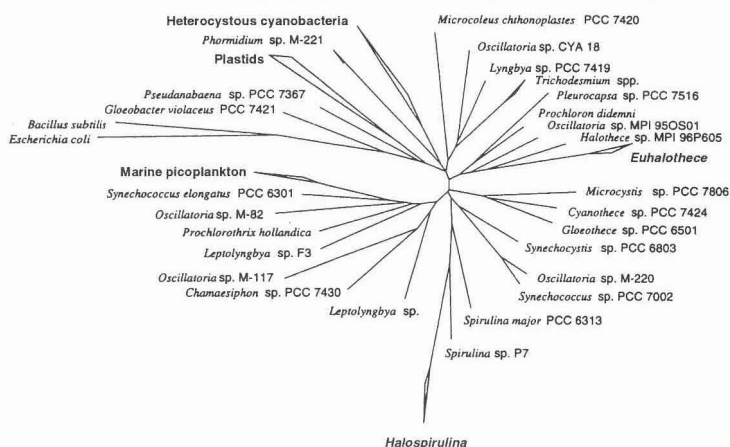 Heterocystous cyanobacteria
Microcoleus chthonoplastes PCC 7420
Phormidium sp. M-221
Oscillatoria sp. CYA 18
Plastids
Lyngbya sp. PCC 7419
Trichodesmium spp.
Pseudanabaena sp. PCC 7367
Pleurocapsa sp. PCC 7516
Gloeobacter violaceus PCC 7421
Prochloron didemni
Bacillus subtilis
Oscillatoria sp. MPI 95OS01
Escherichia coli
Halothece sp. MPI 96P605
Euhalothece
Marine picoplankton
Synechococcus elongatus PCC 6301
Microcystis sp. PCC 7806
Oscillatoria sp. M-82
Cyanothece sp. PCC 7424
Prochlorothrix hollandica
Gloeothece sp. PCC 6501
Leptolyngbya sp. F3
Synechocystis sp. PCC 6803
Oscillatoria sp. M-117
Oscillatoria sp. M-220
Chamaesiphon sp. PCC 7430
Synechococcus sp. PCC 7002
Leptolyngbya sp.
Spirulina major PCC 6313
Spirulina sp. P7
Halospirulina